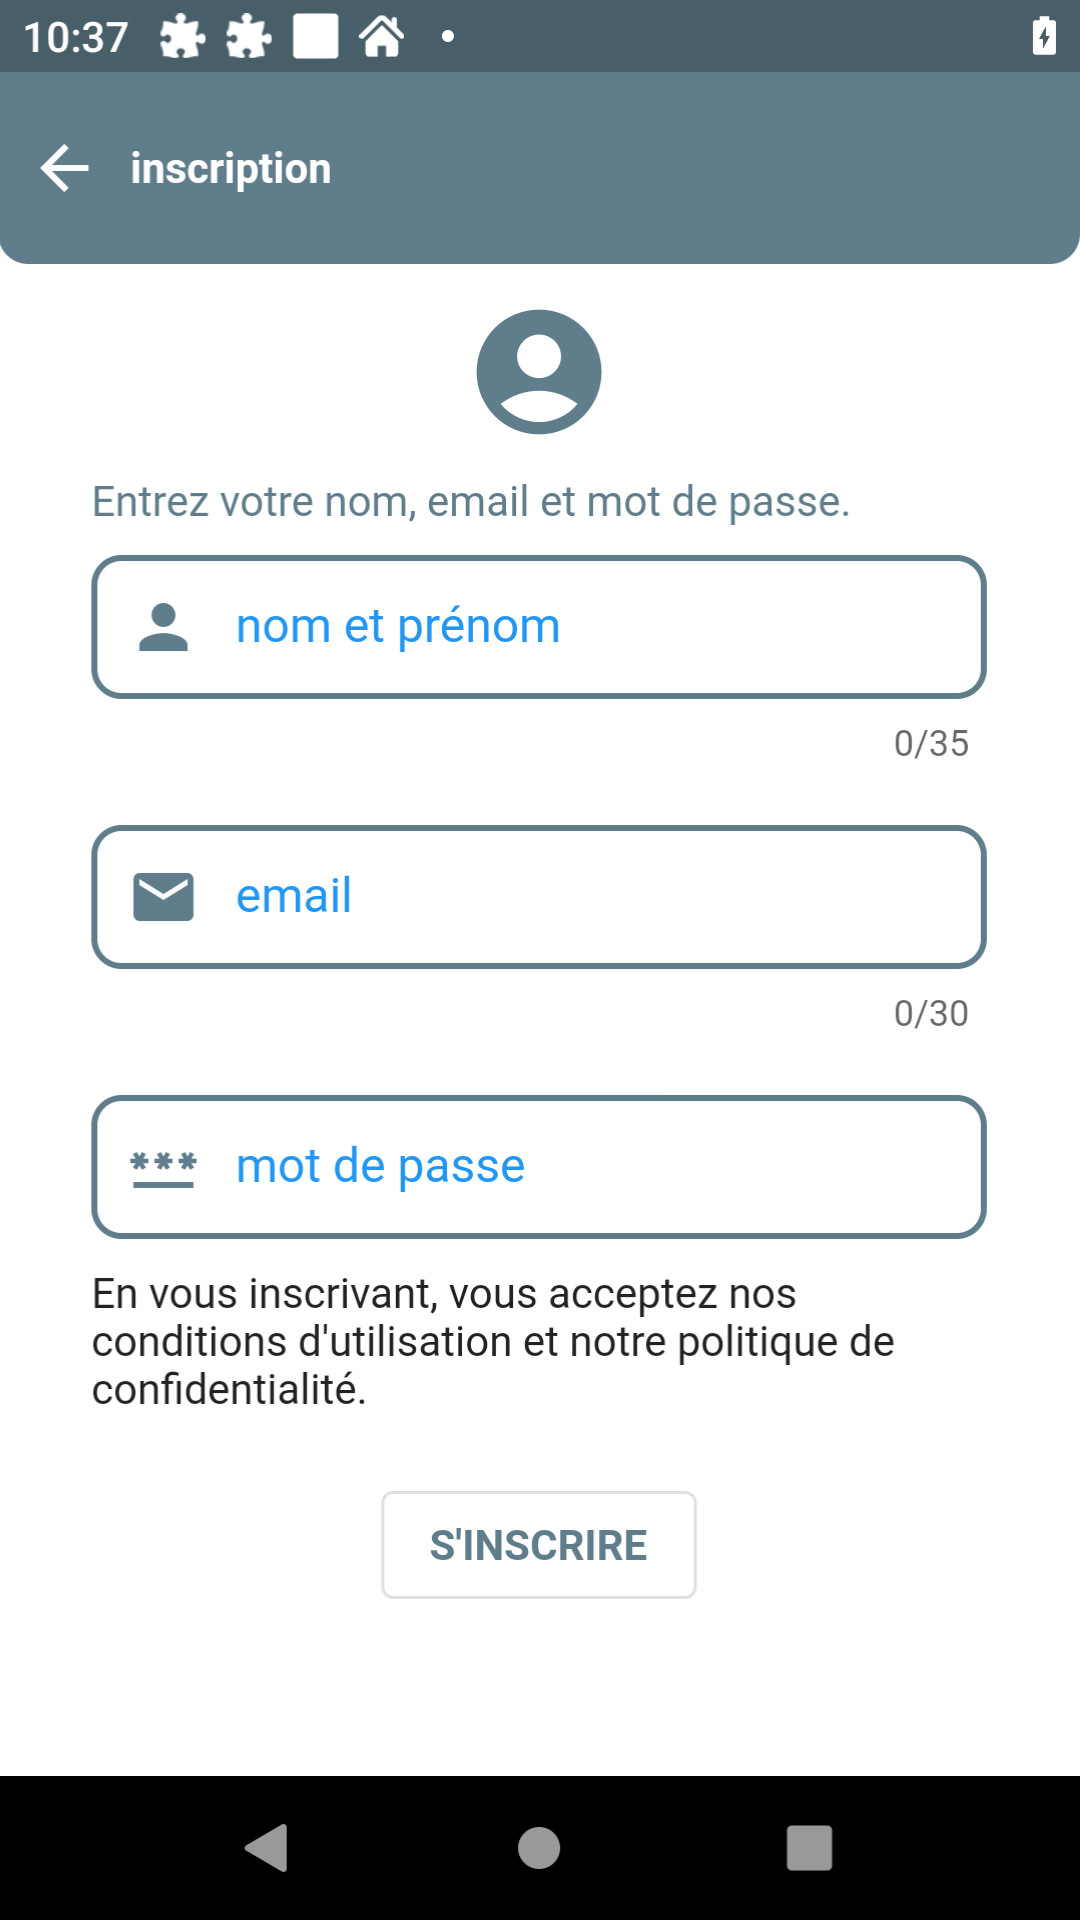 10:37
inscription
Entrez votre nom, email et mot de passe.
nom et prénom
0/35
email
0/30
mot de passe
En vous inscrivant, vous acceptez nos
conditions d'utilisation et notre politique de
confidentialité.
S'INSCRIRE